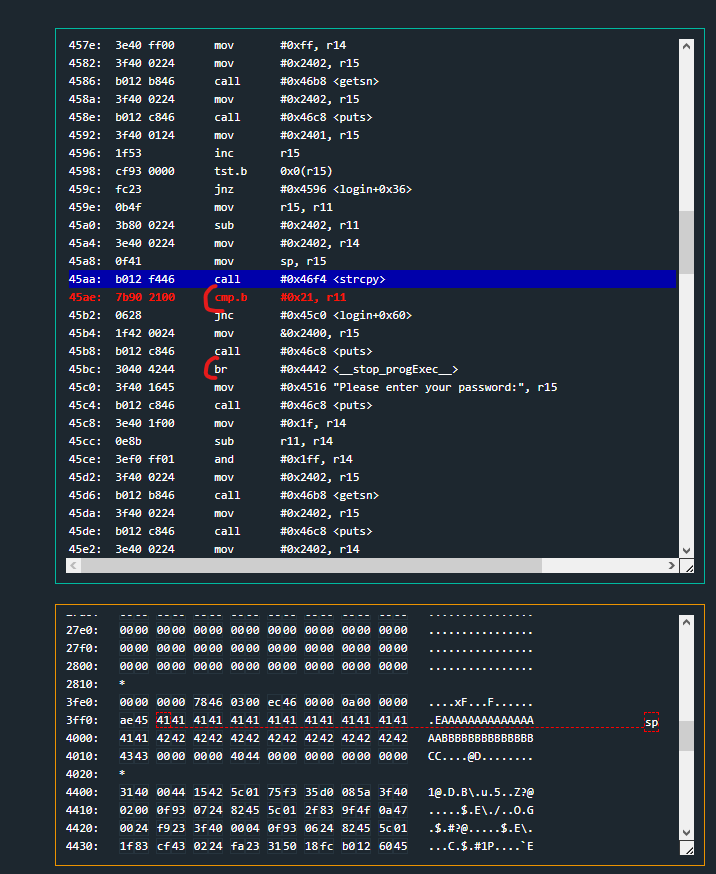 457e: 3e40 ff00 mov #0xff, r14
4582: 3f40 0224 mov #0x2402, r15
4586: b012 b846 call #0x46b8 <getsn>
458a: 3f40 0224 mov #0x2402, r15
458e: b012 c846 call #0x46c8 <puts>
4592: 3f40 0124 mov #0x2401, r15
4596: 1f53 inc r15
4598: cf93 0000 tst.b 0x0(r15)
459c: fc23 jnz #0x4596 <login+0x36>
459e: 0b4f mov r15, r11
45a0: 3b80 0224 sub #0x2402, r11
45a4: 3e40 0224 mov #0x2402, r14
45a8: 0f41 mov sp, r15
45aa: b012 f446 call #0x46f4 <strcpy>
45ae: 7b90 2100 cmp.b #0x21, r11
45b2: 0628 jnc #0x45c0 <login+0x60>
45b4: 1f42 0024 mov &0x2400, r15
45b8: b012 c846 call #0x46c8 <puts>
45bc: 3040 4244 br #0x4442 <__stop_progExec__>
45c0: 3f40 1645 mov #0x4516 "Please enter your password:", r15
45c4: b012 c846 call #0x46c8 <puts>
45c8: 3e40 1f00 mov #0x1f, r14
45cc: 0e8b sub r11, r14
45ce: 3ef0 ff01 and #0x1ff, r14
45d2: 3f40 0224 mov #0x2402, r15
45d6: b012 b846 call #0x46b8 <getsn>
45da: 3f40 0224 mov #0x2402, r15
45de: b012 c846 call #0x46c8 <puts>
45e2: 3e40 0224 mov #0x2402, r14
27e0: 0000 0000 0000 0000 0000 0000 0000 0000 ................
27f0: 0000 0000 0000 0000 0000 0000 0000 0000 ................
2800: 0000 0000 0000 0000 0000 0000 0000 0000 ................
2810: *
3fe0: 0000 0000 7846 0300 ec46 0000 0a00 0000 ....xF...F......
3ff0: ae45 4141 4141 4141 4141 4141 4141 4141 .EAAAAAAAAAAAAAA sp
4000: 4141 4242 4242 4242 4242 4242 4242 4242 AABBBBBBBBBBBBBB
4010: 4343 0000 0000 4044 0000 0000 0000 0000 CC....@D........
4020: *
4400: 3140 0044 1542 5c01 75f3 35d0 085a 3f40 1@.D.B\.u.5..Z?@
4410: 0200 0f93 0724 8245 5c01 2f83 9f4f 0a47 .....$.E\./..O.G
4420: 0024 f923 3f40 0004 0f93 0624 8245 5c01 .$.#?@.....$.E\.
4430: 1f83 cf43 0224 fa23 3150 18fc b012 6045 ...C.$.#1P....`E